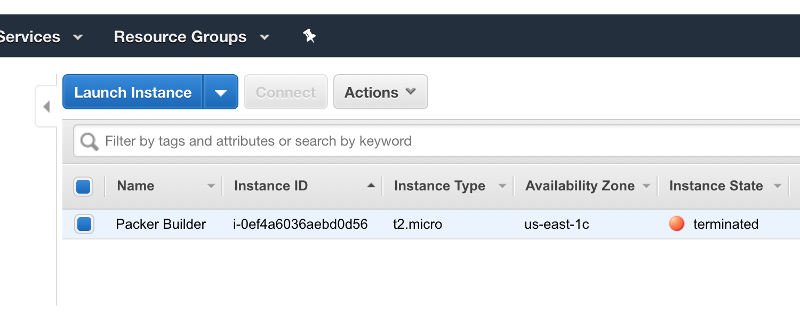 Services Resource Groups
Launch Instance Connect Actions
Filter by tags and attributes or search by keyword
Name Instance ID Instance Type Availability Zone Instance State
Packer Builder i-0ef4a6036aebd0d56 t2.micro us-east-1c terminated